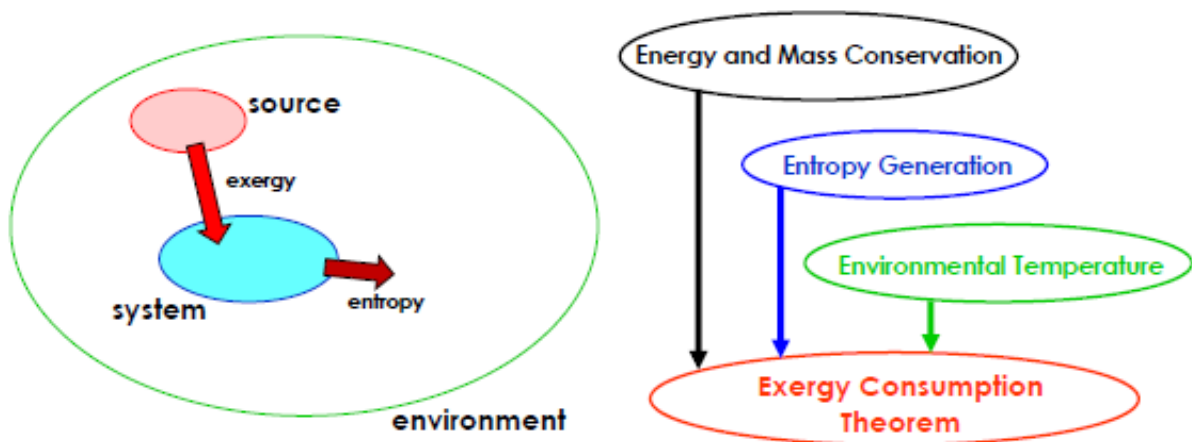 source
exergy
system
entropy
environment
Energy and Mass Conservation
Entropy Generation
Environmental Temperature
Exergy Consumption
Theorem